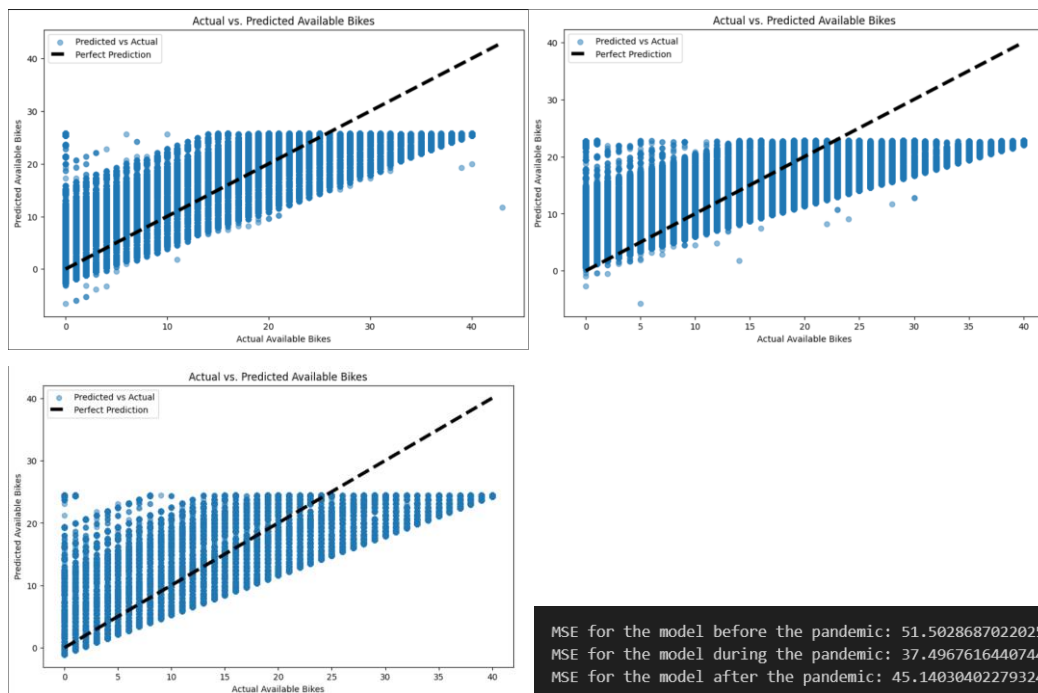 Actual vs. Predicted Available Bikes
Predicted vs Actual
Perfect Prediction
Predicted Available Bikes
40
30
20
10
0
0 10 20 30 40
Actual Available Bikes
Actual vs. Predicted Available Bikes
Predicted vs Actual
Perfect Prediction
Predicted Available Bikes
40
30
20
10
0
0 5 10 15 20 25 30 35 40
Actual Available Bikes
Actual vs. Predicted Available Bikes
Predicted vs Actual
Perfect Prediction
Predicted Available Bikes
40
30
20
10
0
0 5 10 15 20 25 30 35 40
Actual Available Bikes
MSE for the model before the pandemic: 51.5028687022025
MSE for the model during the pandemic: 37.4967616440744
MSE for the model after the pandemic: 45.14030402279324